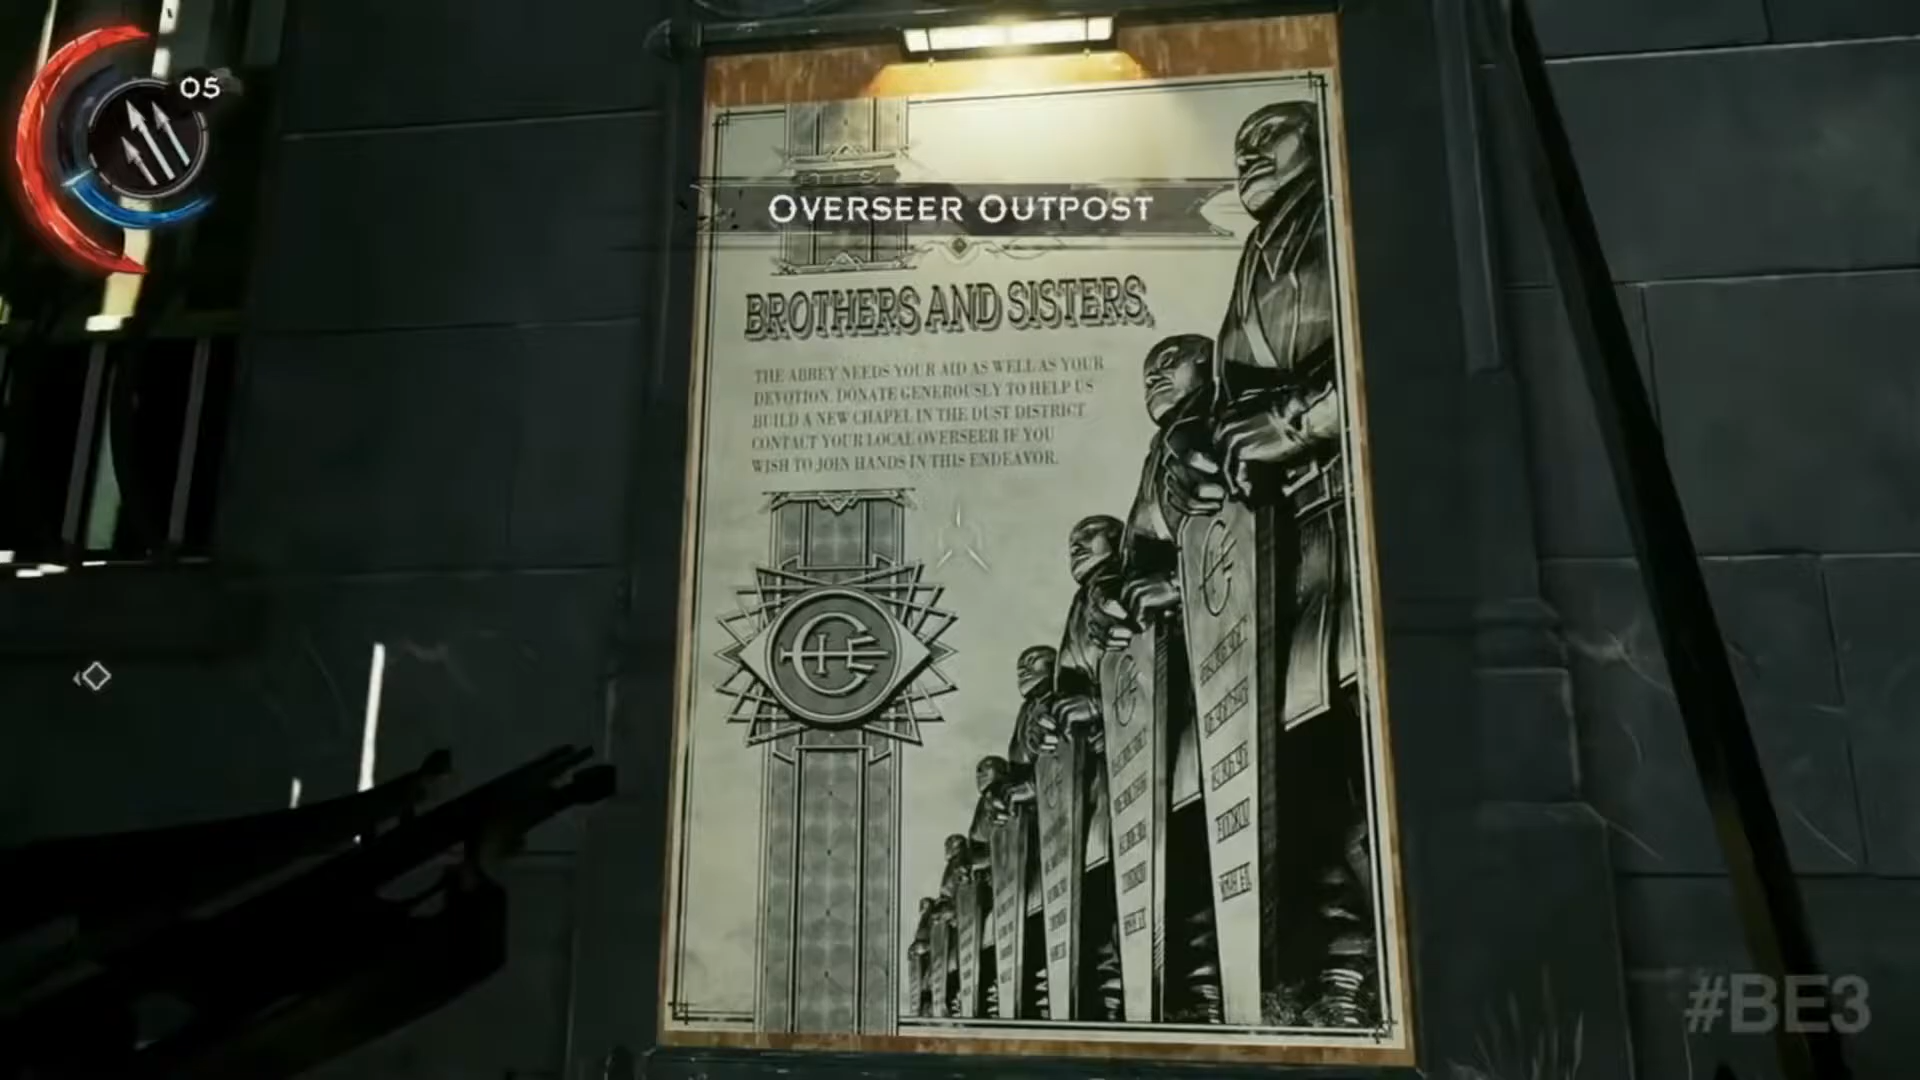 05
OVERSEER OUTPOST
BROTHERS AND SISTERS,
THE ABBEY NEEDS YOUR AID AS WELL AS YOUR
DEVOTION. DONATE GENEROUSLY TO HELP US
BUILD A NEW CHAPEL IN THE DUST DISTRICT
CONTACT YOUR LOCAL OVERSEER IF YOU
WISH TO JOIN HANDS IN THIS ENDEAVOR.
#BE3